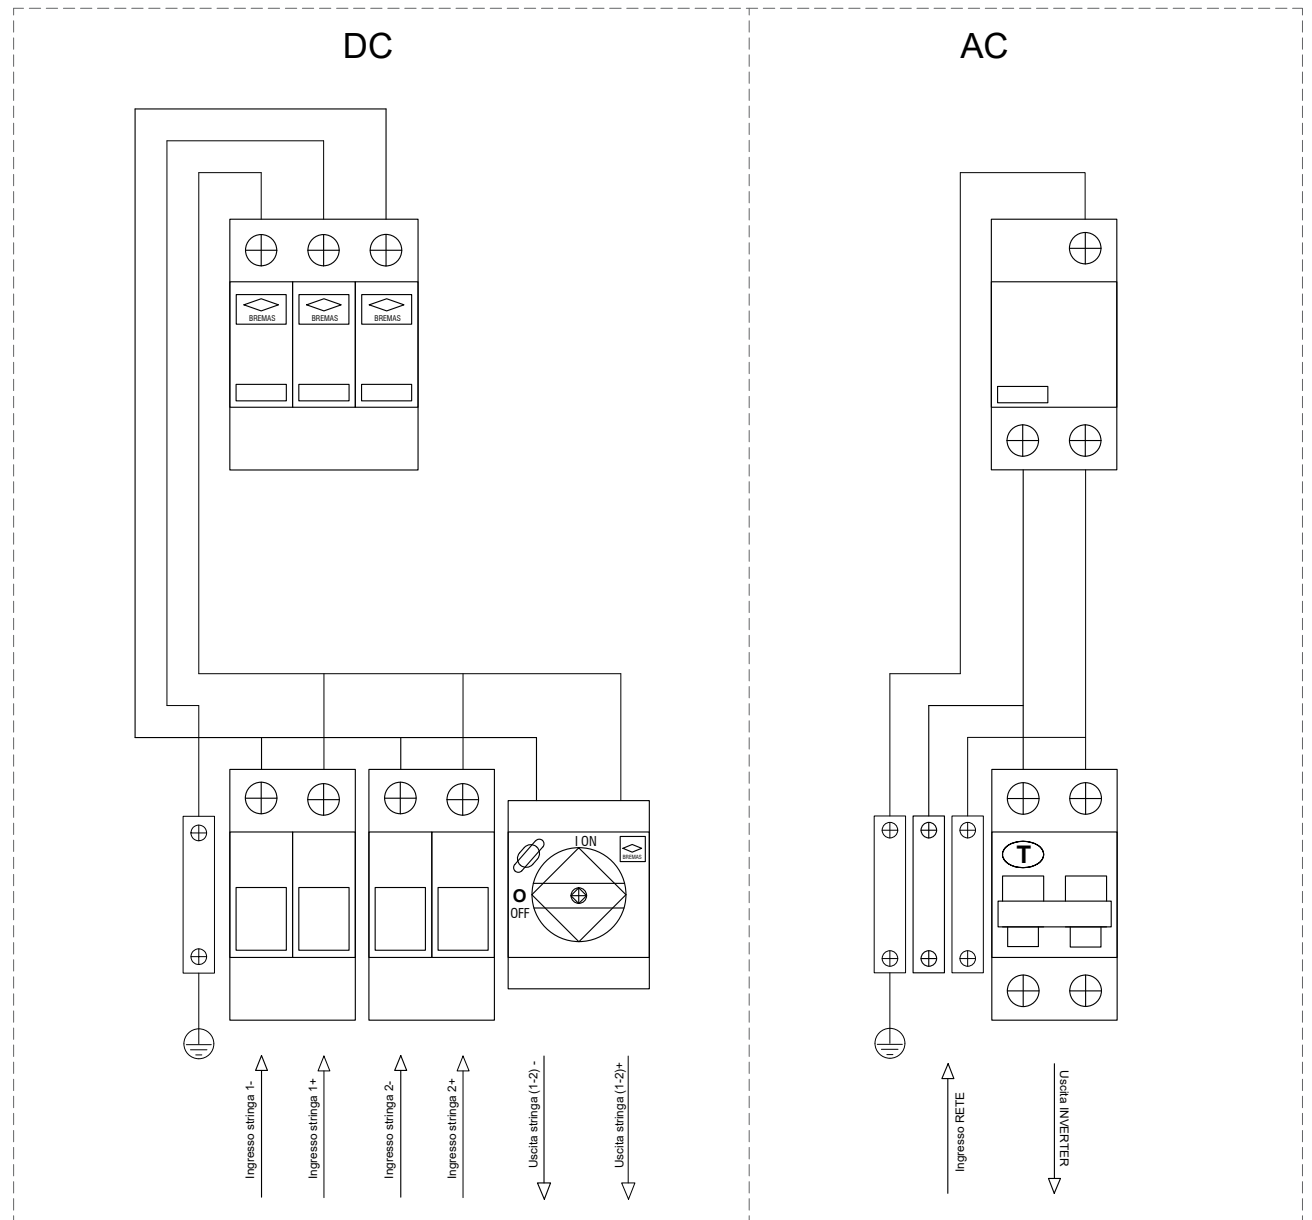 DC
AC
BREMAS
BREMAS
BREMAS
I ON
BREMAS
O
OFF
T
Ingresso stringa 1-
Ingresso stringa 1+
Ingresso stringa 2-
Ingresso stringa 2+
Uscita stringa (1-2) -
Uscita stringa (1-2)+
Ingresso RETE
Uscita INVERTER